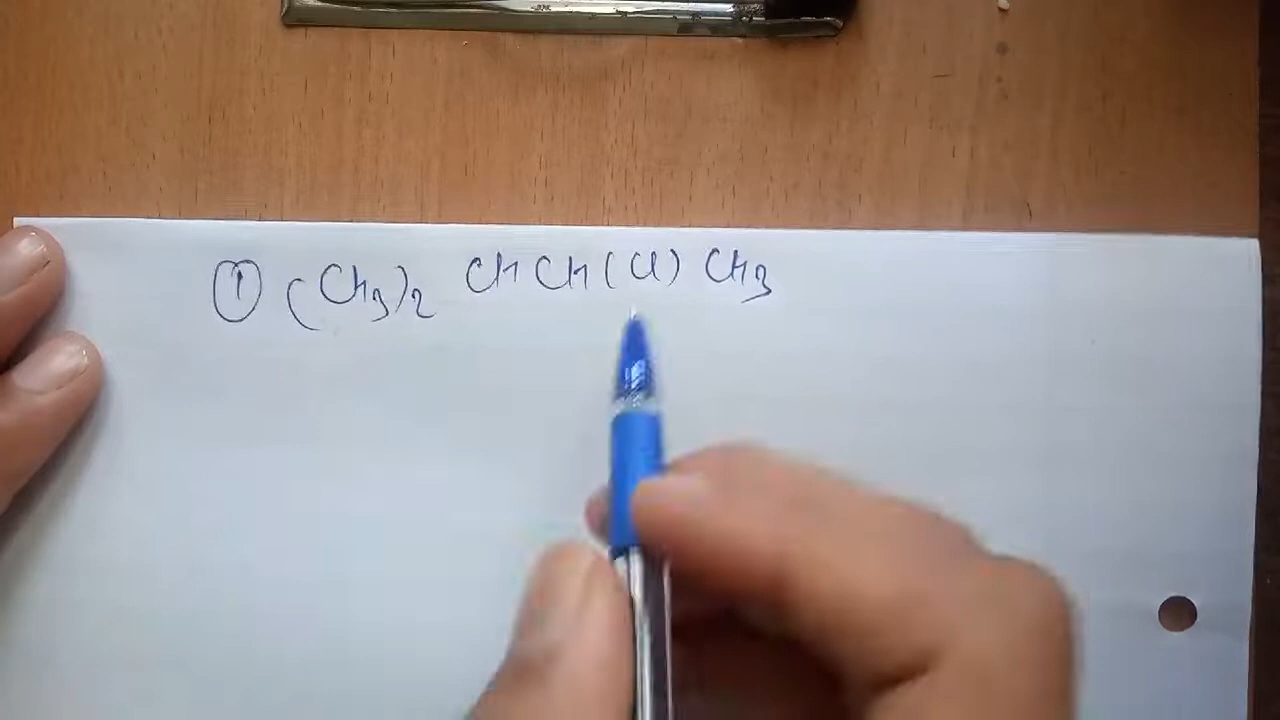 ① (CH3)2 CH CH (Cl) CH3